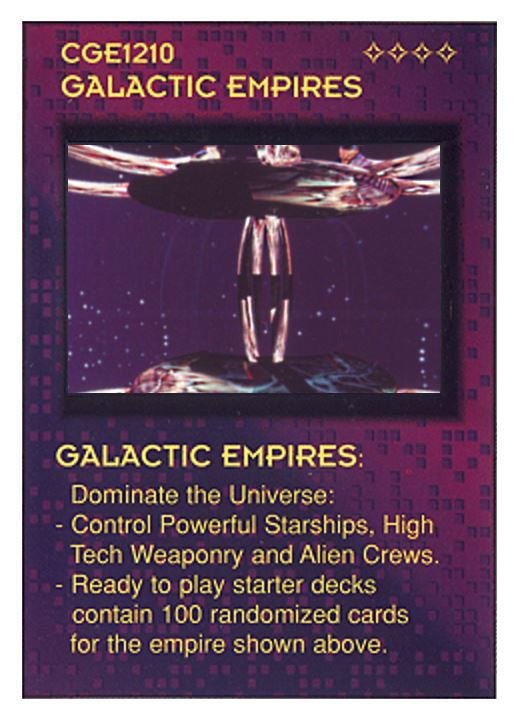 CGE1210
GALACTIC EMPIRES
GALACTIC EMPIRES:
Dominate the Universe:
- Control Powerful Starships, High
Tech Weaponry and Alien Crews.
- Ready to play starter decks
contain 100 randomized cards
for the empire shown above.